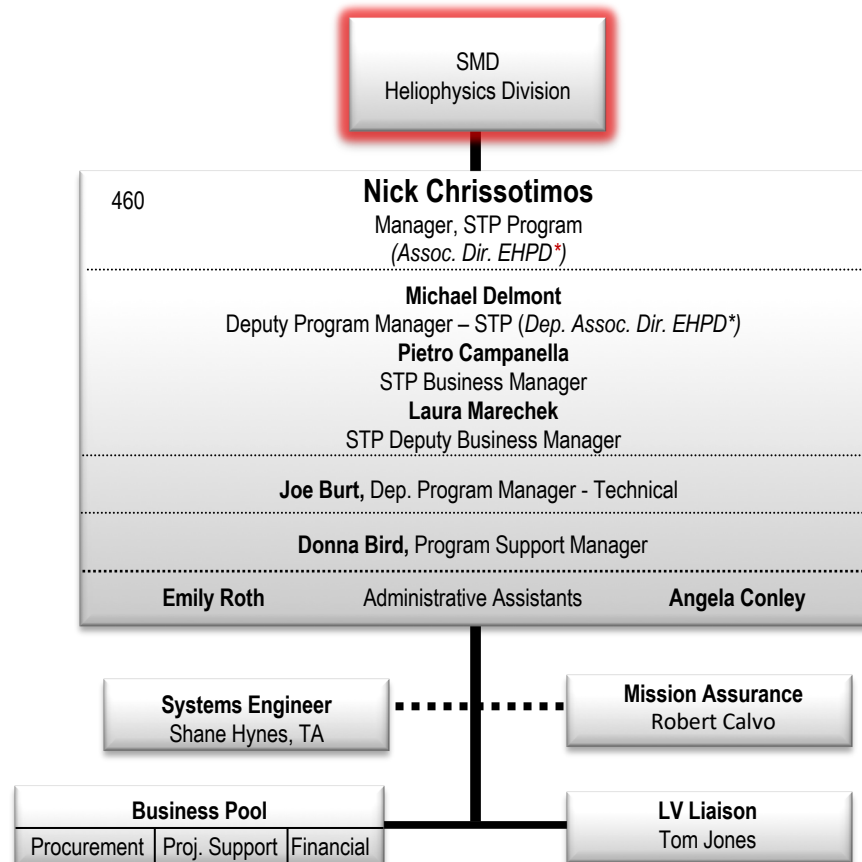 SMD
Heliophysics Division
460
Nick Chrissotimos
Manager, STP Program
(Assoc. Dir. EHPD*)
Michael Delmont
Deputy Program Manager – STP (Dep. Assoc. Dir. EHPD*)
Pietro Campanella
STP Business Manager
Laura Marechek
STP Deputy Business Manager
Joe Burt, Dep. Program Manager - Technical
Donna Bird, Program Support Manager
Emily Roth Administrative Assistants Angela Conley
Systems Engineer
Shane Hynes, TA
Mission Assurance
Robert Calvo
Business Pool
Procurement Proj. Support Financial
LV Liaison
Tom Jones